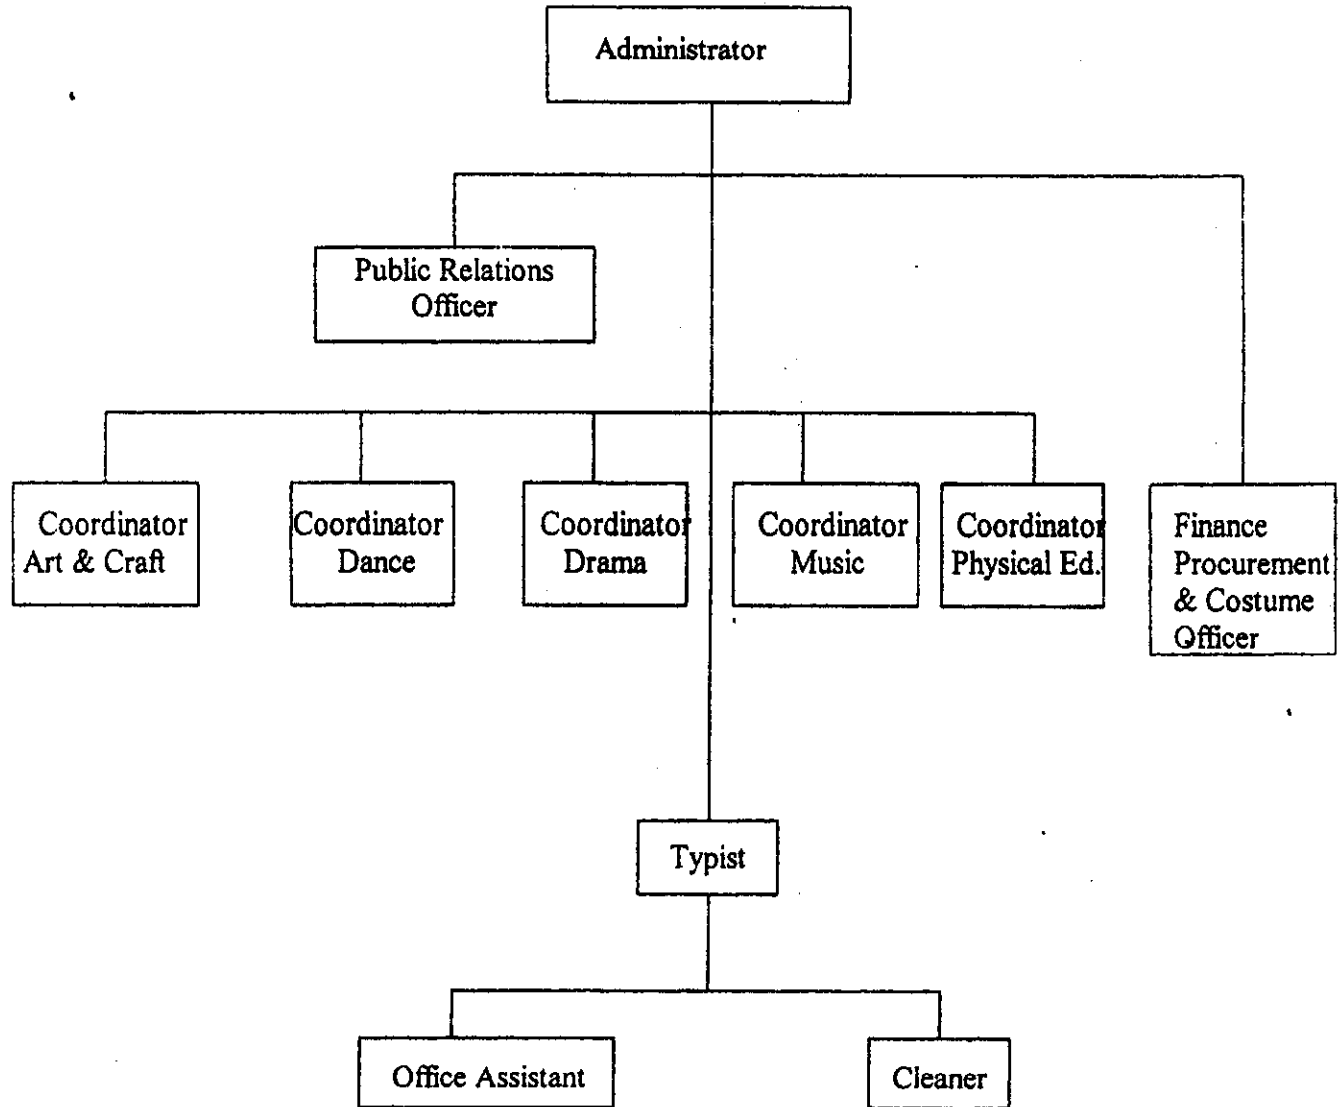 Administrator
Public Relations
Officer
Coordinator
Art & Craft
Coordinator
Dance
Coordinator
Drama
Coordinator
Music
Coordinator
Physical Ed.
Finance
Procurement
& Costume
Officer
Typist
Office Assistant
Cleaner